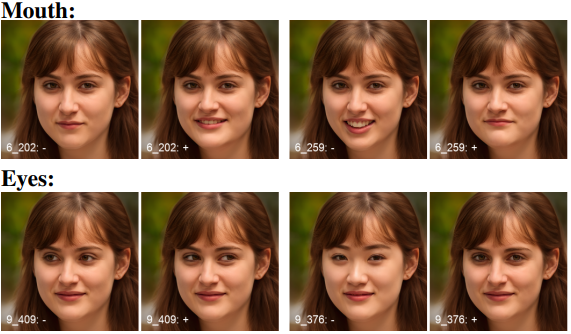 Mouth:
6_202: - 6_202: + 6_259: - 6_259: +
Eyes:
9_409: - 9_409: + 9_376: - 9_376: +